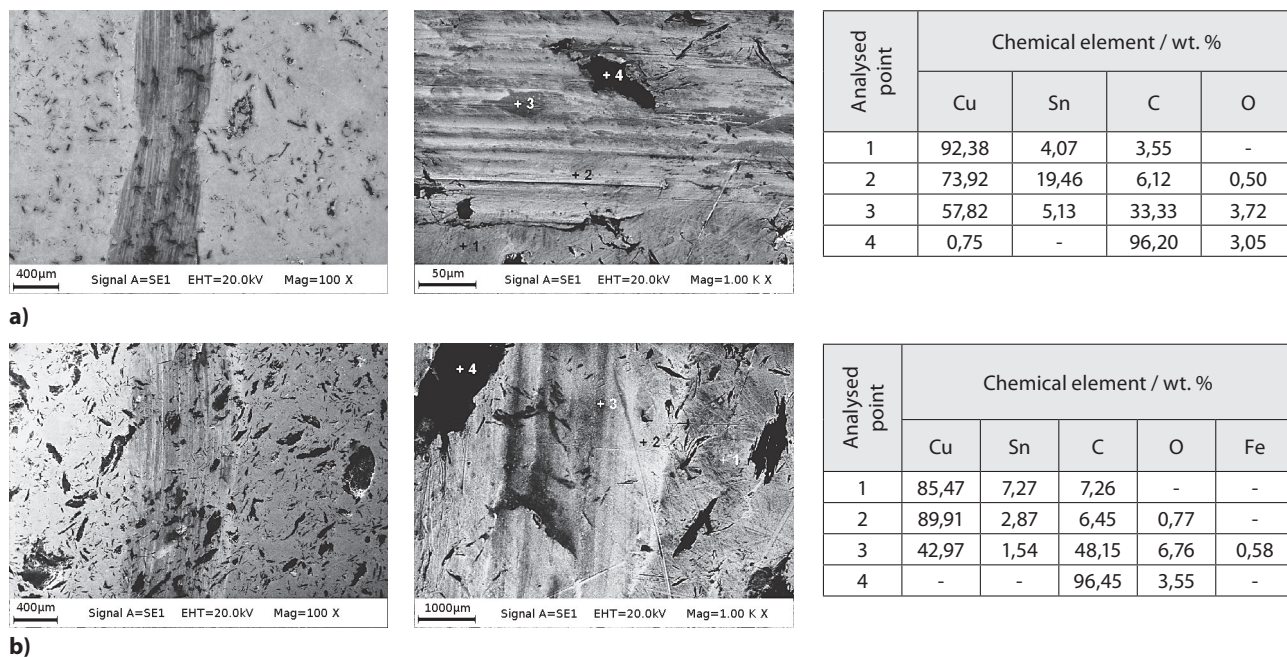 + 4
+ 3
+ 2
+ 1
400µm Signal A=SE1 EHT=20.0kV Mag=100 X
50µm Signal A=SE1 EHT=20.0kV Mag=1.00 K X
Analysed point
Chemical element / wt. %
Cu Sn C O
1 92,38 4,07 3,55 -
2 73,92 19,46 6,12 0,50
3 57,82 5,13 33,33 3,72
4 0,75 - 96,20 3,05
a)
+ 4
+ 3
+ 2
+ 1
400µm Signal A=SE1 EHT=20.0kV Mag=100 X
1000µm Signal A=SE1 EHT=20.0kV Mag=1.00 K X
Analysed point
Chemical element / wt. %
Cu Sn C O Fe
1 85,47 7,27 7,26 - -
2 89,91 2,87 6,45 0,77 -
3 42,97 1,54 48,15 6,76 0,58
4 - - 96,45 3,55 -
b)